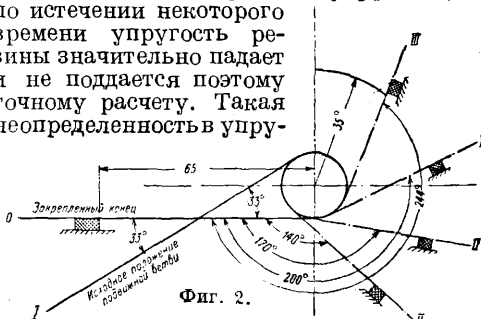 по истечении некоторого
времени упругость ре-
зины значительно падает
и не поддается поэтому
точному расчету. Такая
неопределенность в упру-
III
35°
65
33°
Закрепленный конец
0
33°
Исходное положение
подвижной ветви
140°
170°
200°
244°
I
Фиг. 2.
II